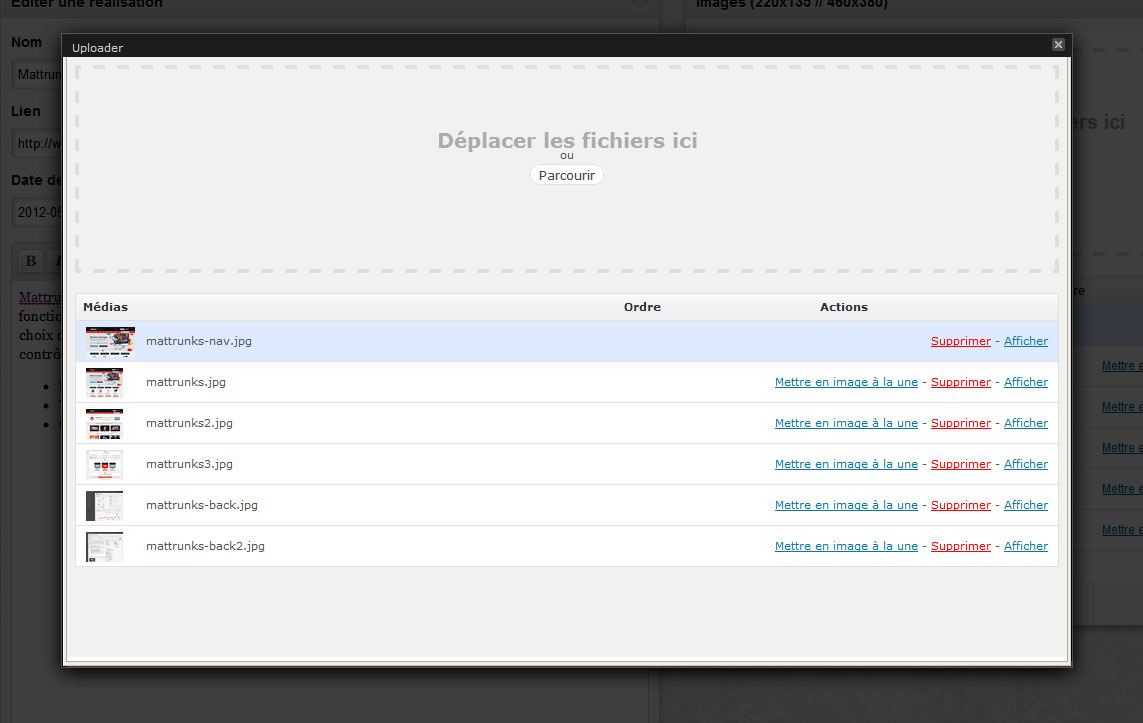 Editer une réalisation
Images (220x135 // 460x380)
Uploader
Nom
Mattrun
Lien
http://w
Date de
2012-05
B
Mattru
fonctio
choix
contrô
Déplacer les fichiers ici
ou
Parcourir
ers ici
re
Médias Ordre Actions
mattrunks-nav.jpg Supprimer - Afficher
mattrunks.jpg Mettre en image à la une - Supprimer - Afficher
mattrunks2.jpg Mettre en image à la une - Supprimer - Afficher
mattrunks3.jpg Mettre en image à la une - Supprimer - Afficher
mattrunks-back.jpg Mettre en image à la une - Supprimer - Afficher
mattrunks-back2.jpg Mettre en image à la une - Supprimer - Afficher
Mettre e
Mettre e
Mettre e
Mettre e
Mettre e